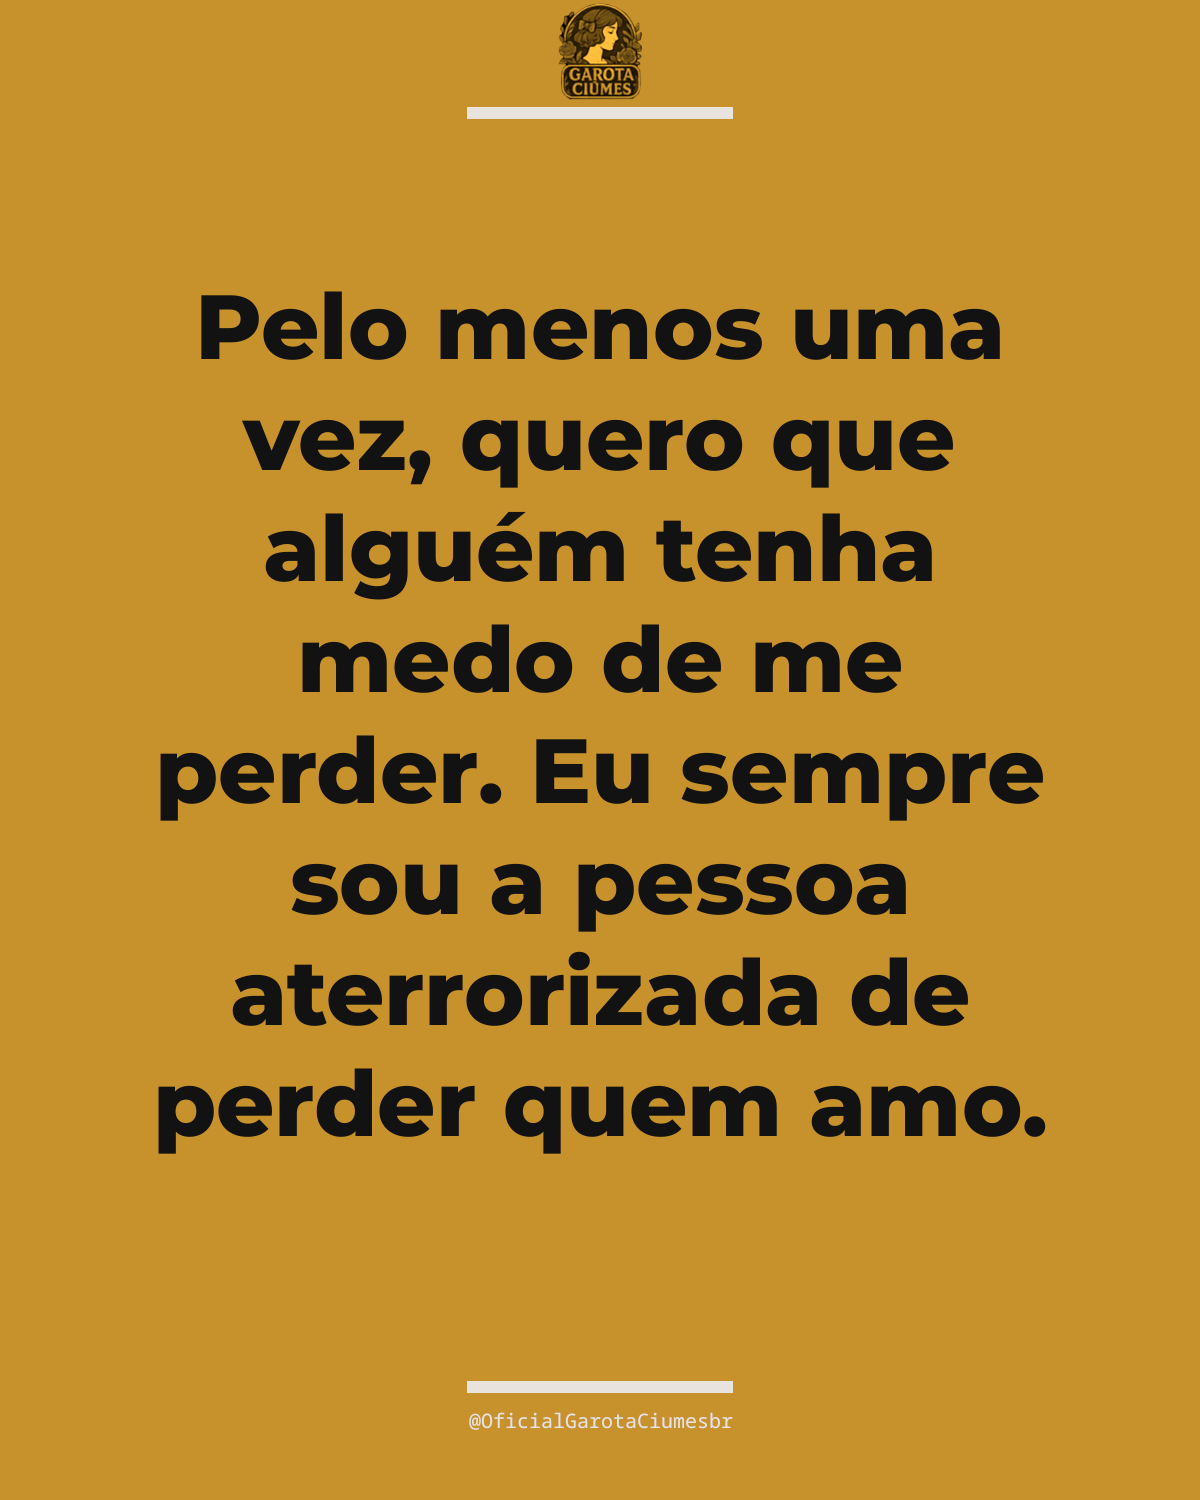 GAROTA
CIÚMES
Pelo menos uma
vez, quero que
alguém tenha
medo de me
perder. Eu sempre
sou a pessoa
aterrorizada de
perder quem amo.
@OficialGarotaCiumesbr